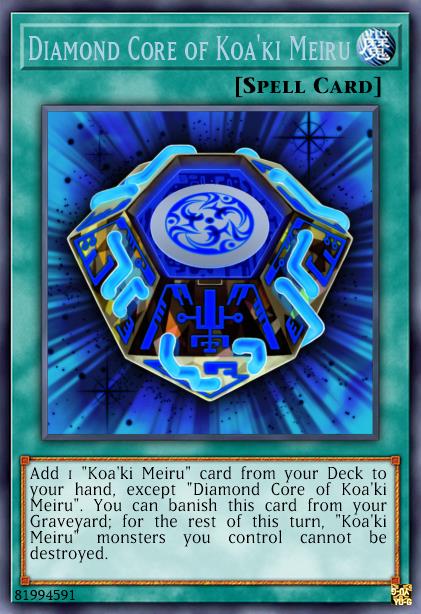 Diamond Core of Koa'ki Meiru 魔
[Spell Card]
Add 1 "Koa'ki Meiru" card from your Deck to
your hand, except "Diamond Core of Koa'ki
Meiru". You can banish this card from your
Graveyard; for the rest of this turn, "Koa'ki
Meiru" monsters you control cannot be
destroyed.
81994591